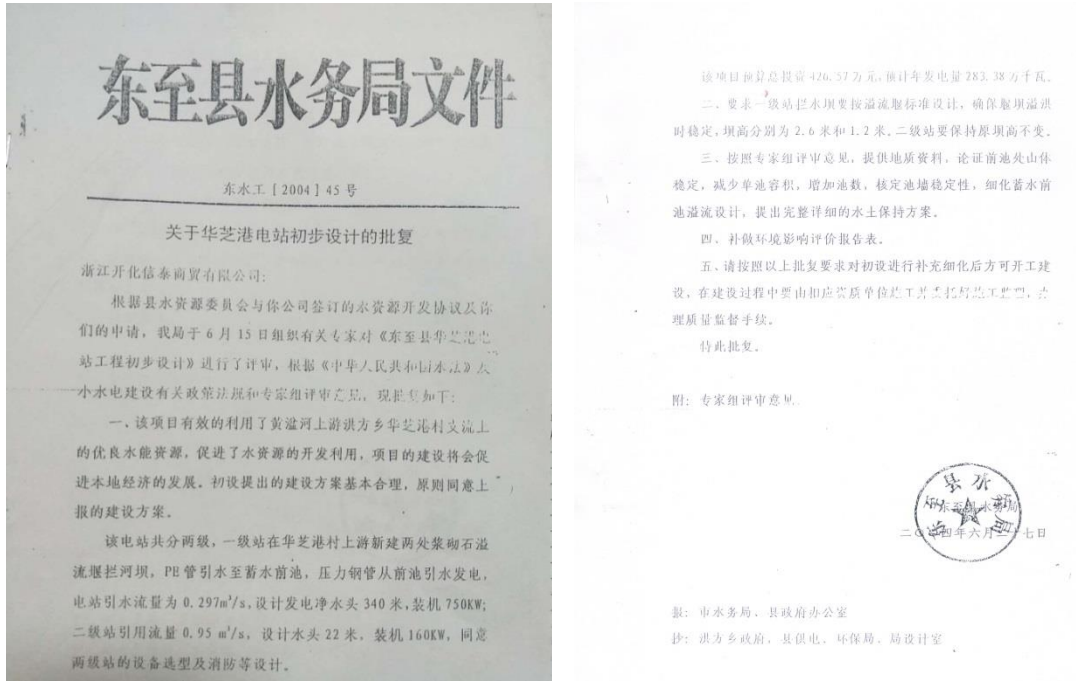 东至县水务局文件
东水工［2004］45号
关于华芝港电站初步设计的批复
浙江开化信泰商贸有限公司：
根据县水资源委员会与你公司签订的水资源开发协议及你
们的申请，我局于6月15日组织有关专家对《东至县华芝港电
站工程初步设计》进行了评审，根据《中华人民共和国水法》及
小水电建设有关政策法规和专家组评审意见，现批复如下：
一、该项目有效的利用了黄湓河上游洪方乡华芝港村支流上
的优良水能资源，促进了水资源的开发利用，项目的建设将会促
进本地经济的发展。初设提出的建设方案基本合理，原则同意上
报的建设方案。
该电站共分两级，一级站在华芝港村上游新建两处浆砌石溢
流堰拦河坝，PE管引水至蓄水前池，压力钢管从前池引水发电，
电站引水流量为0.297m³/s，设计发电净水头340米，装机750KW；
二级站引用流量0.95 m³/s，设计水头22米，装机160KW，同意
两级站的设备选型及消防等设计。
该项目预算总投资426.57万元，预计年发电量283.38万千瓦。
二、要求一级站拦水坝要按溢流堰标准设计，确保堰坝溢洪
时稳定，坝高分别为2.6米和1.2米，二级站要保持原坝高不变。
三、按照专家组评审意见，提供地质资料，论证前池处山体
稳定，减少单池容积，增加池数，核定池墙稳定性，细化蓄水前
池溢流设计，提出完整详细的水土保持方案。
四、补做环境影响评价报告表。
五、请按照以上批复要求对初设进行补充细化后方可开工建
设，在建设过程中要由相应资质单位施工并委托好施工监理，办
理质量监督手续。
特此批复。
附：专家组评审意见
东至县水务局
东至县水务局
二〇〇四年六月二十七日
报：市水务局、县政府办公室
抄：洪方乡政府、县供电、环保局、局设计室